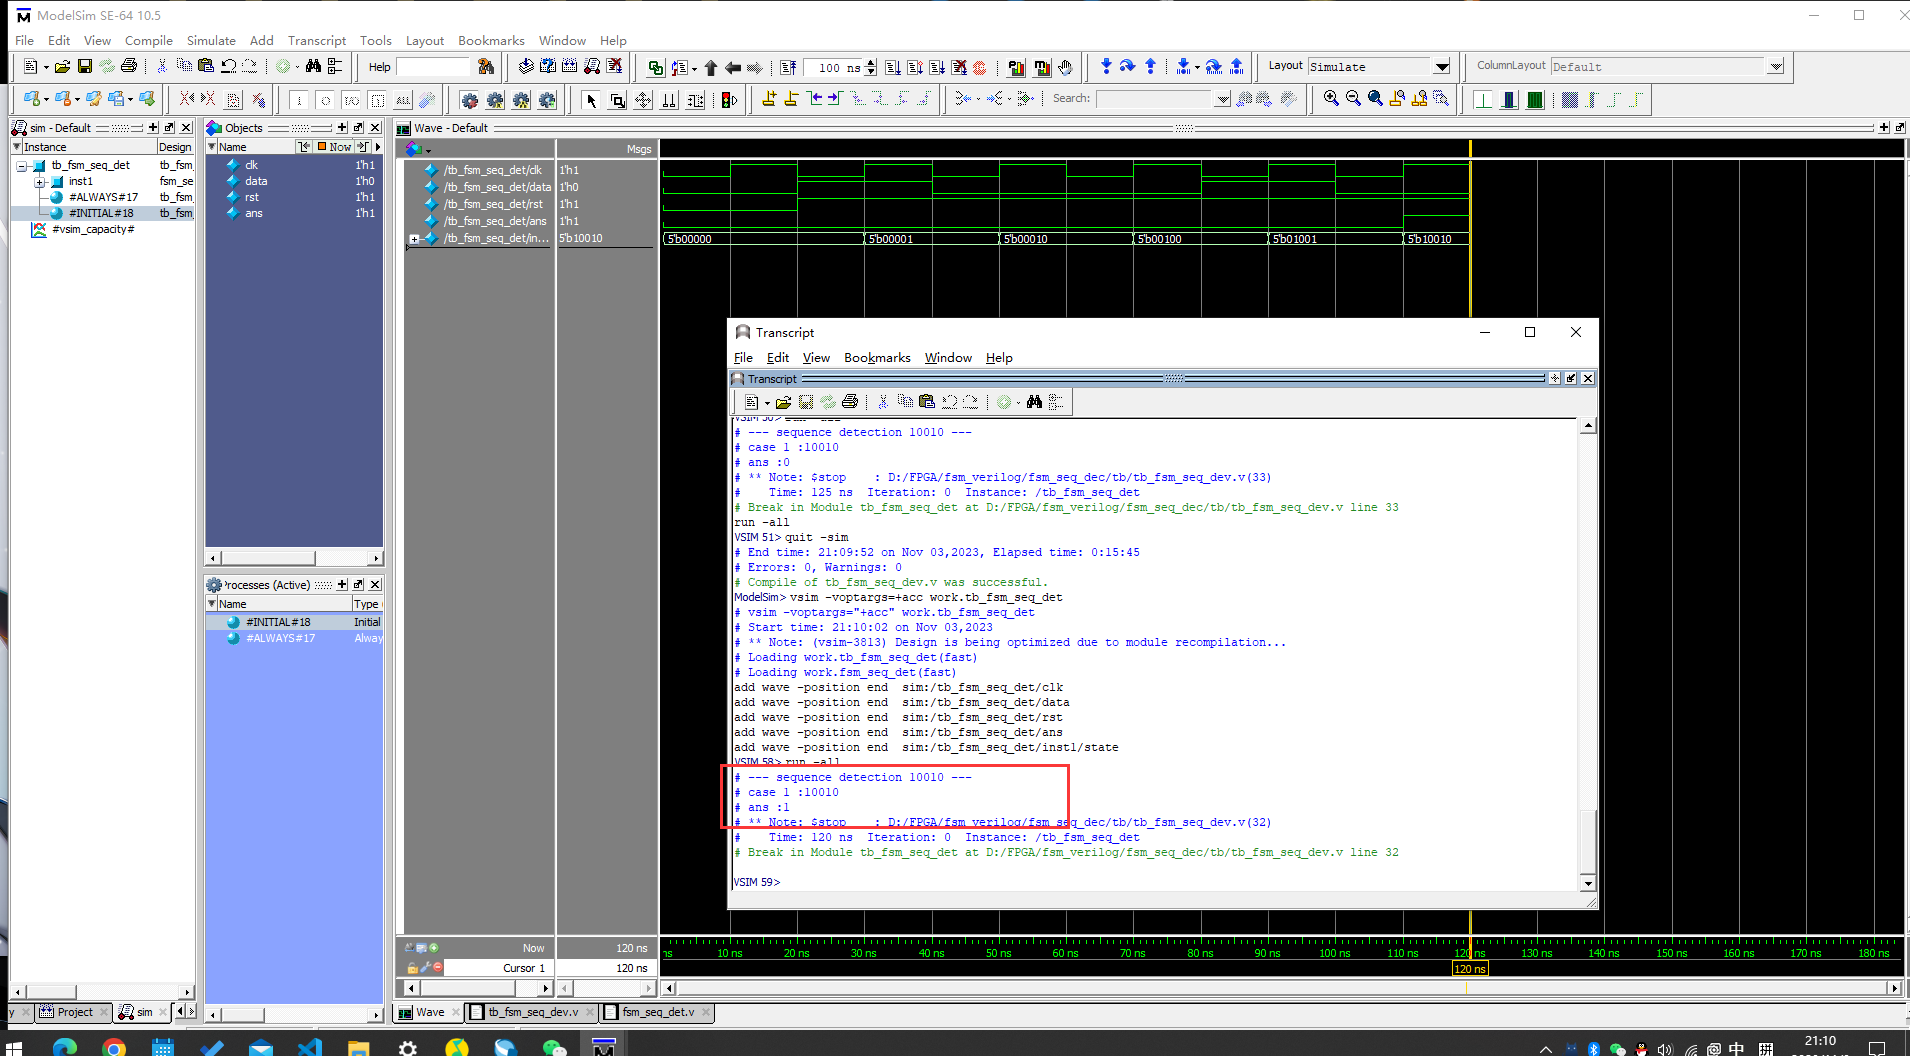 ModelSim SE-64 10.5
File Edit View Compile Simulate Add Transcript Tools Layout Bookmarks Window Help
Help
100 ns
Layout Simulate
ColumnLayout Default
Search:
sim - Default
Instance Design
tb_fsm_seq_det tb_fsm
inst1 fsm_se
#ALWAYS#17 tb_fsm
#INITIAL#18 tb_fsm
#vsim_capacity#
Objects
Name Now
clk 1'h1
data 1'h0
rst 1'h1
ans 1'h1
Processes (Active)
Name Type
#INITIAL#18 Initial
#ALWAYS#17 Alway
Wave - Default
Msgs
/tb_fsm_seq_det/clk 1'h1
/tb_fsm_seq_det/data 1'h0
/tb_fsm_seq_det/rst 1'h1
/tb_fsm_seq_det/ans 1'h1
/tb_fsm_seq_det/in... 5'b10010
5'b00000 5'b00001 5'b00010 5'b00100 5'b01001 5'b10010
Transcript
File Edit View Bookmarks Window Help
Transcript
VSIM 50> run -all
# --- sequence detection 10010 ---
# case 1 :10010
# ans :0
# ** Note: $stop : D:/FPGA/fsm_verilog/fsm_seq_dec/tb/tb_fsm_seq_dev.v(33)
# Time: 125 ns Iteration: 0 Instance: /tb_fsm_seq_det
# Break in Module tb_fsm_seq_det at D:/FPGA/fsm_verilog/fsm_seq_dec/tb/tb_fsm_seq_dev.v line 33
run -all
VSIM 51> quit -sim
# End time: 21:09:52 on Nov 03,2023, Elapsed time: 0:15:45
# Errors: 0, Warnings: 0
# Compile of tb_fsm_seq_dev.v was successful.
ModelSim> vsim -voptargs=+acc work.tb_fsm_seq_det
# vsim -voptargs="+acc" work.tb_fsm_seq_det
# Start time: 21:10:02 on Nov 03,2023
# ** Note: (vsim-3813) Design is being optimized due to module recompilation...
# Loading work.tb_fsm_seq_det(fast)
# Loading work.fsm_seq_det(fast)
add wave -position end sim:/tb_fsm_seq_det/clk
add wave -position end sim:/tb_fsm_seq_det/data
add wave -position end sim:/tb_fsm_seq_det/rst
add wave -position end sim:/tb_fsm_seq_det/ans
add wave -position end sim:/tb_fsm_seq_det/inst1/state
VSIM 58> run -all
# --- sequence detection 10010 ---
# case 1 :10010
# ans :1
# ** Note: $stop : D:/FPGA/fsm_verilog/fsm_seq_dec/tb/tb_fsm_seq_dev.v(32)
# Time: 120 ns Iteration: 0 Instance: /tb_fsm_seq_det
# Break in Module tb_fsm_seq_det at D:/FPGA/fsm_verilog/fsm_seq_dec/tb/tb_fsm_seq_dev.v line 32
VSIM 59>
Now 120 ns
Cursor 1 120 ns
ns 10 ns 20 ns 30 ns 40 ns 50 ns 60 ns 70 ns 80 ns 90 ns 100 ns 110 ns 120 ns 130 ns 140 ns 150 ns 160 ns 170 ns 180 ns
120 ns
y Project sim
Wave tb_fsm_seq_dev.v fsm_seq_det.v
中 拼 21:10